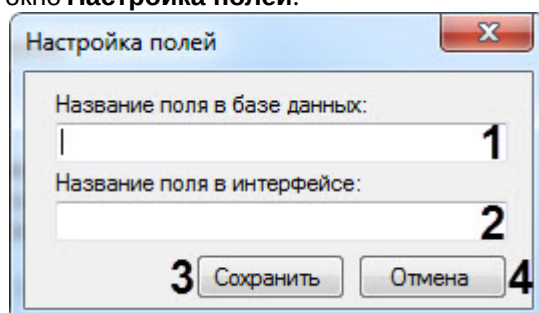 окно Настройка полей.
Настройка полей
Название поля в базе данных:
1
Название поля в интерфейсе:
2
3 Сохранить Отмена 4